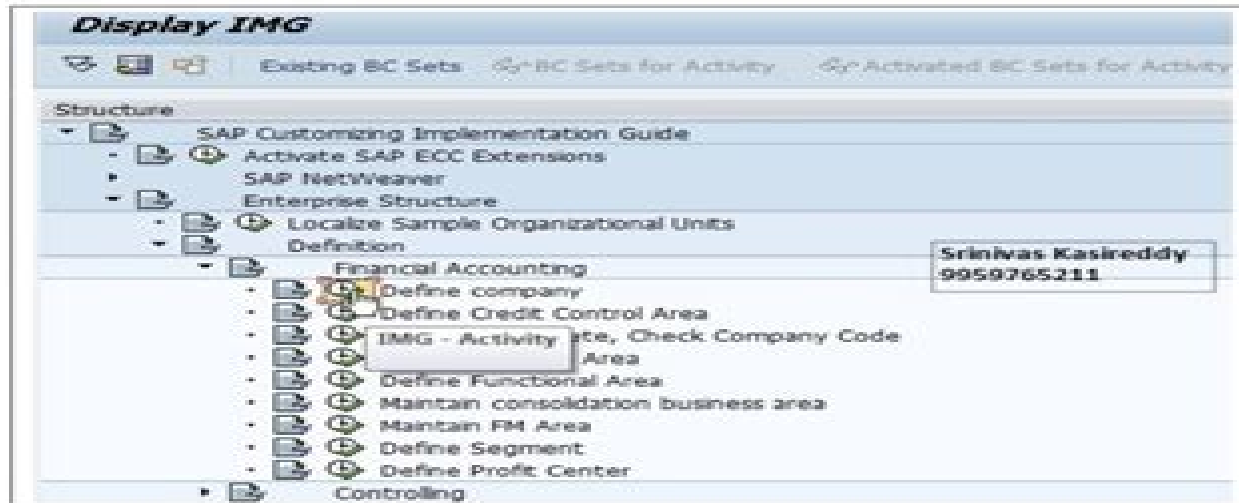 Display IMG
Existing BC Sets BC Sets for Activity Activated BC Sets for Activity
Structure
SAP Customizing Implementation Guide
Activate SAP ECC Extensions
SAP NetWeaver
Enterprise Structure
Localize Sample Organizational Units
Definition
Srinivas Kasireddy
9959765211
Financial Accounting
Define company
Define Credit Control Area
IMG - Activity
te, Check Company Code
Area
Define Functional Area
Maintain consolidation business area
Maintain FM Area
Define Segment
Define Profit Center
Controlling